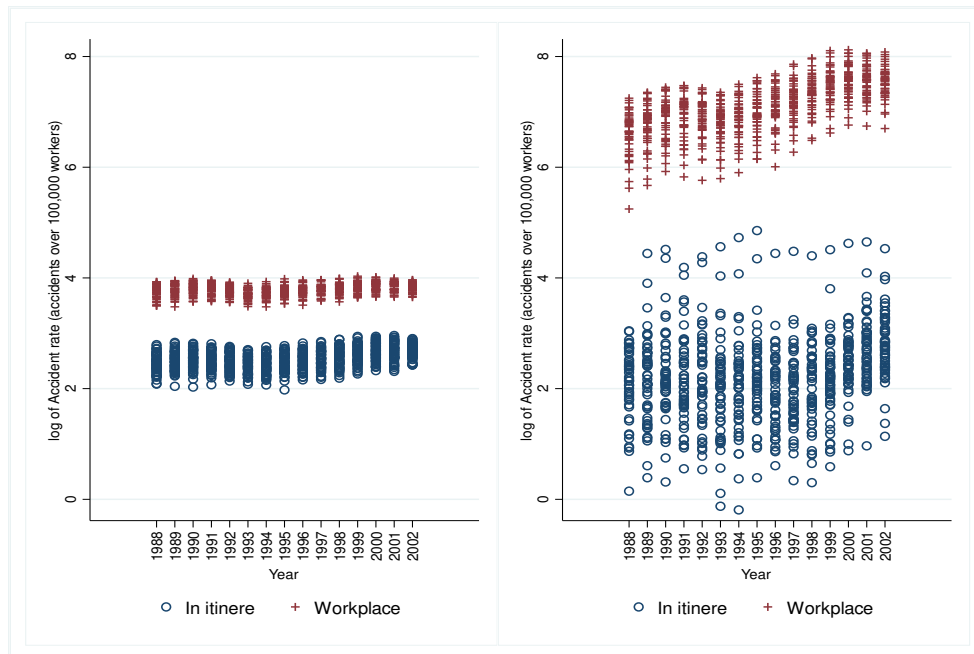 log of Accident rate (accidents over 100,000 workers)
8
6
4
2
0
1988 1989 1990 1991 1992 1993 1994 1995 1996 1997 1998 1999 2000 2001 2002
Year
In itinere Workplace
log of Accident rate (accidents over 100,000 workers)
8
6
4
2
0
1988 1989 1990 1991 1992 1993 1994 1995 1996 1997 1998 1999 2000 2001 2002
Year
In itinere Workplace